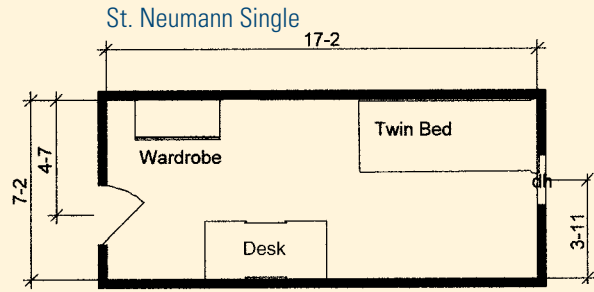 St. Neumann Single
17-2
Twin Bed
Wardrobe
4-7
7-2
dh
3-11
Desk